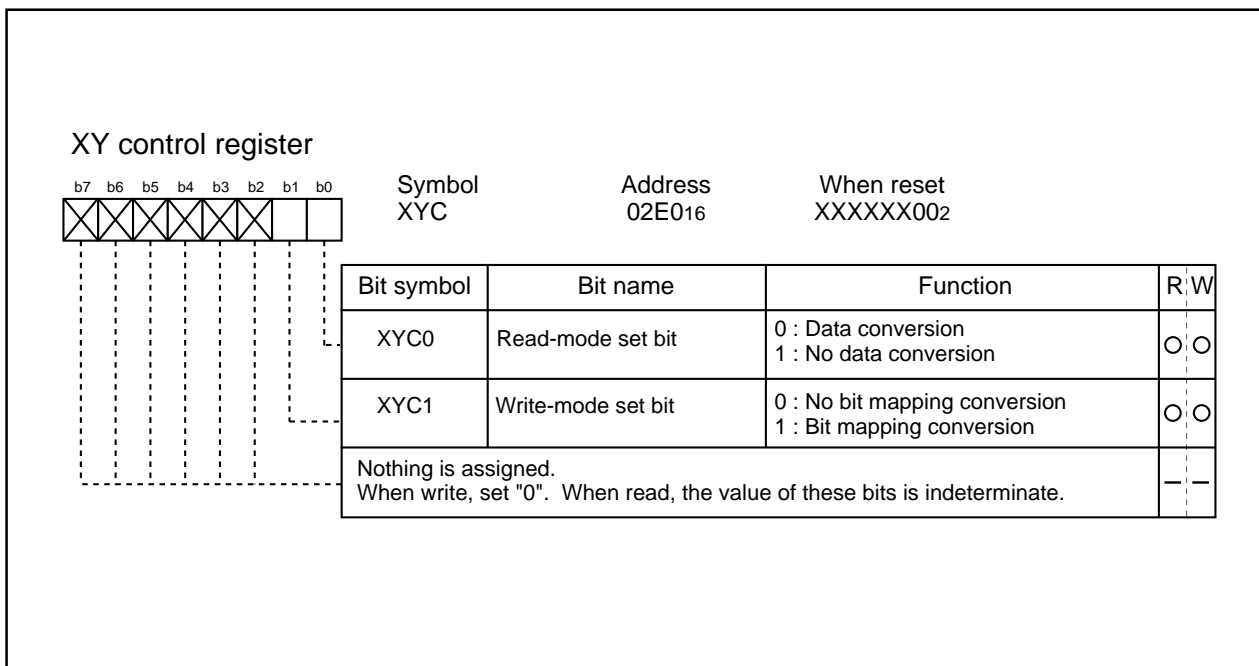 XY control register
b7 b6 b5 b4 b3 b2 b1 b0
Symbol Address When reset
XYC 02E016 XXXXXX002
Bit symbol Bit name Function R W
XYC0 Read-mode set bit 0 : Data conversion
1 : No data conversion
XYC1 Write-mode set bit 0 : No bit mapping conversion
1 : Bit mapping conversion
Nothing is assigned.
When write, set "0". When read, the value of these bits is indeterminate. – –